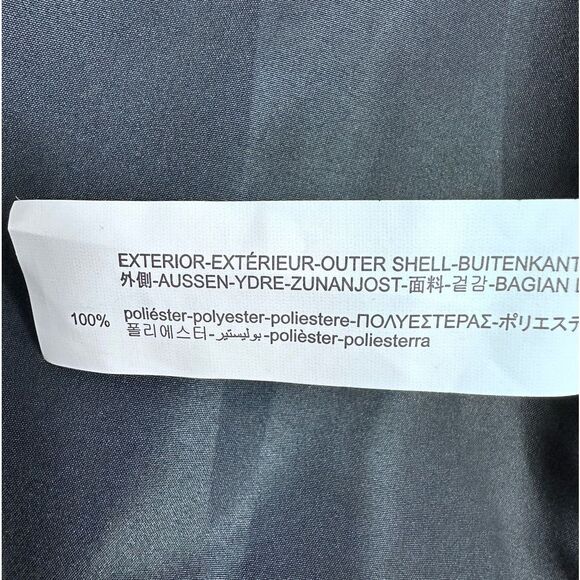 EXTERIOR-EXTÉRIEUR-OUTER SHELL-BUITENKANT
外側-AUSSEN-YDRE-ZUNANJOST-面料-겉감-BAGIAN L
100% poliéster-polyester-poliestere-ΠΟΛΥΕΣΤΕΡΑΣ-ポリエステ
폴리에스터-بوليستير-polièster-poliesterra